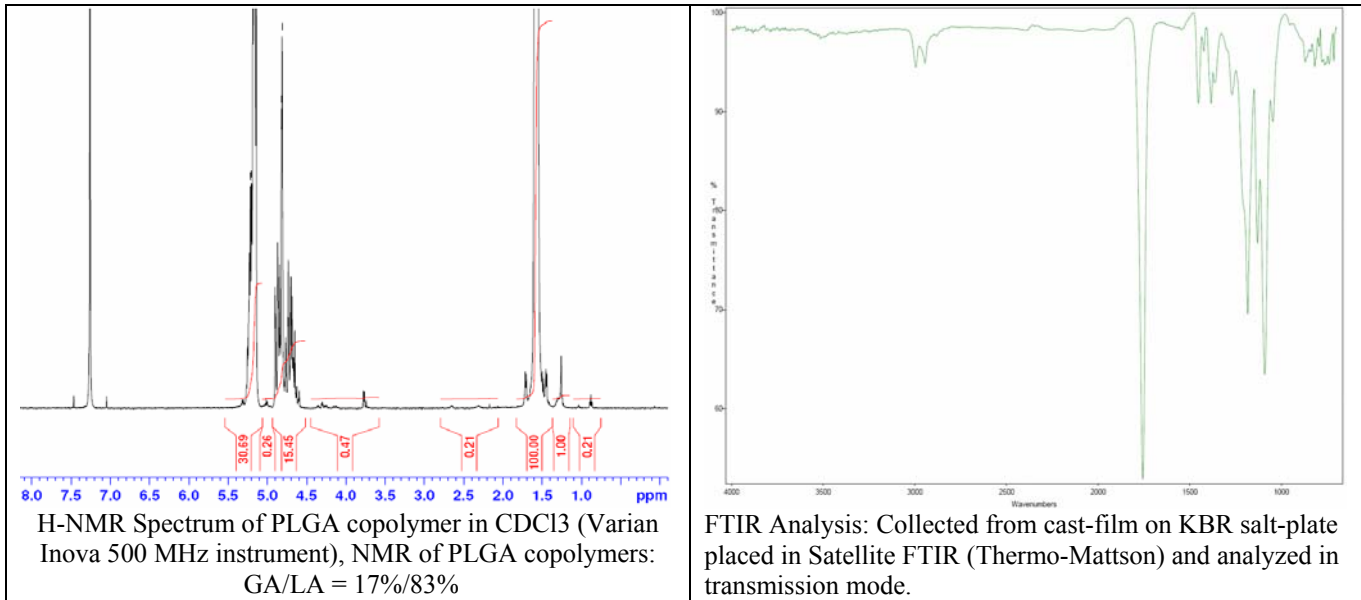 30.69
0.26
15.45
0.47
0.21
100.00
1.00
0.21
8.0 7.5 7.0 6.5 6.0 5.5 5.0 4.5 4.0 3.5 3.0 2.5 2.0 1.5 1.0 ppm
H-NMR Spectrum of PLGA copolymer in CDCl3 (Varian
Inova 500 MHz instrument), NMR of PLGA copolymers:
GA/LA = 17%/83%
100
90
80
70
60
% Transmittance
4000 3500 3000 2500 2000 1500 1000
Wavenumbers
FTIR Analysis: Collected from cast-film on KBR salt-plate
placed in Satellite FTIR (Thermo-Mattson) and analyzed in
transmission mode.